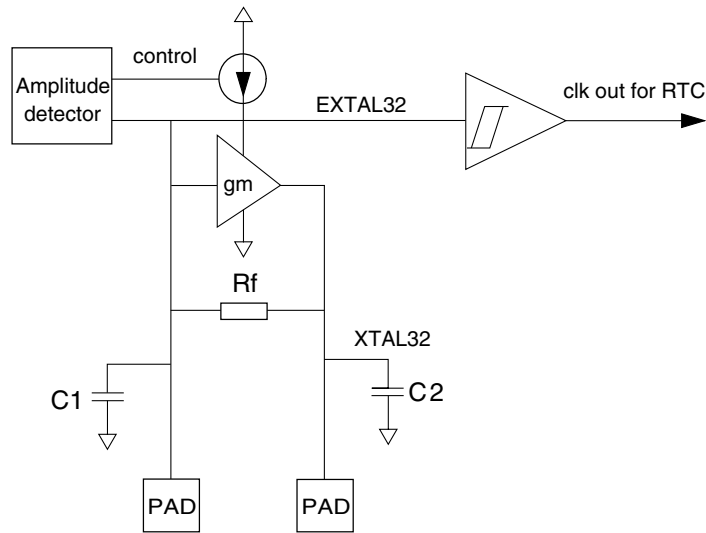 control
Amplitude
detector
EXTAL32
clk out for RTC
gm
Rf
XTAL32
C1
C2
PAD
PAD